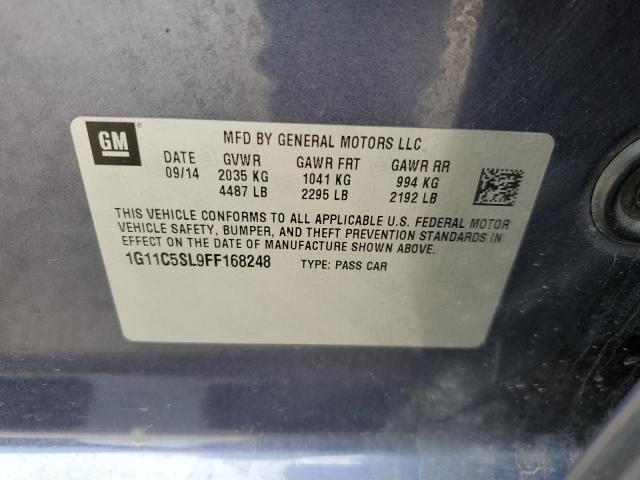 GM
MFD BY GENERAL MOTORS LLC
DATE GVWR GAWR FRT GAWR RR
09/14 2035 KG 1041 KG 994 KG
4487 LB 2295 LB 2192 LB
THIS VEHICLE CONFORMS TO ALL APPLICABLE U.S. FEDERAL MOTOR
VEHICLE SAFETY, BUMPER, AND THEFT PREVENTION STANDARDS IN
EFFECT ON THE DATE OF MANUFACTURE SHOWN ABOVE.
1G11C5SL9FF168248 TYPE: PASS CAR